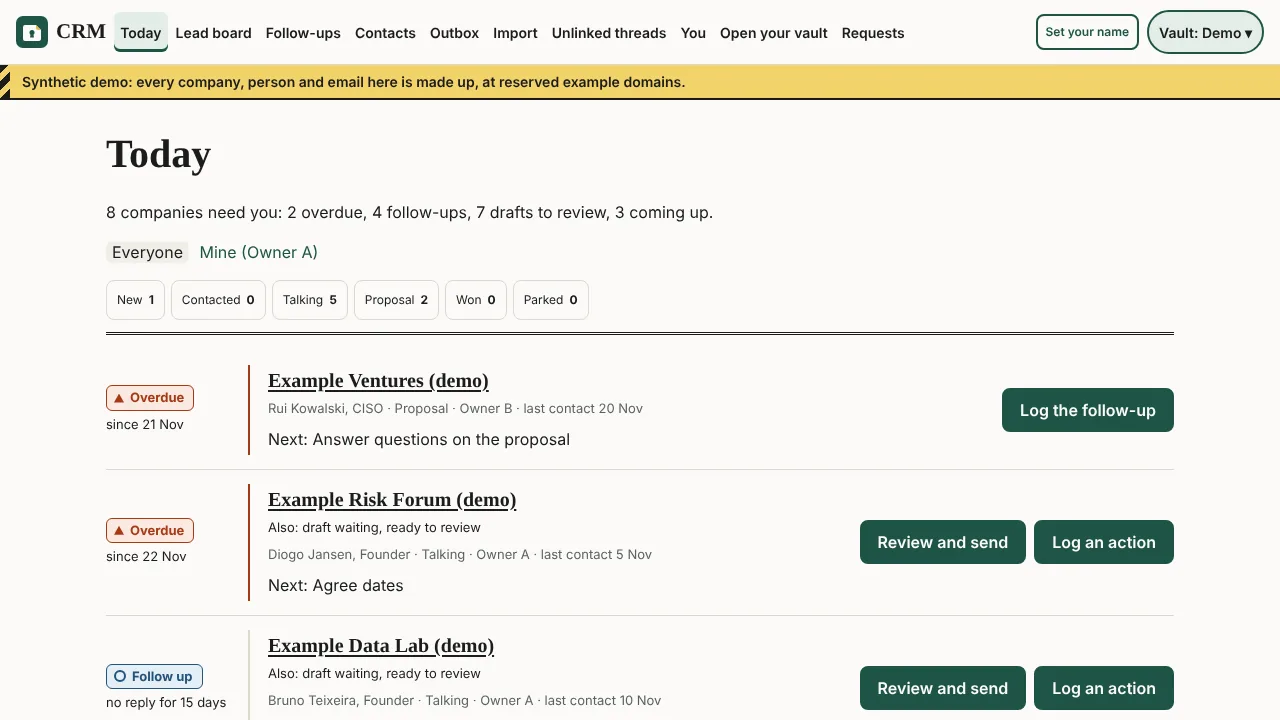 CRM Today Lead board Follow-ups Contacts Outbox Import Unlinked threads You Open your vault Requests Set your name Vault: Demo ▾
Synthetic demo: every company, person and email here is made up, at reserved example domains.
Today
8 companies need you: 2 overdue, 4 follow-ups, 7 drafts to review, 3 coming up.
Everyone Mine (Owner A)
New 1 Contacted 0 Talking 5 Proposal 2 Won 0 Parked 0
Overdue
since 21 Nov
Example Ventures (demo)
Rui Kowalski, CISO · Proposal · Owner B · last contact 20 Nov
Next: Answer questions on the proposal
Log the follow-up
Overdue
since 22 Nov
Example Risk Forum (demo)
Also: draft waiting, ready to review
Diogo Jansen, Founder · Talking · Owner A · last contact 5 Nov
Next: Agree dates
Review and send Log an action
Follow up
no reply for 15 days
Example Data Lab (demo)
Also: draft waiting, ready to review
Bruno Teixeira, Founder · Talking · Owner A · last contact 10 Nov
Review and send Log an action